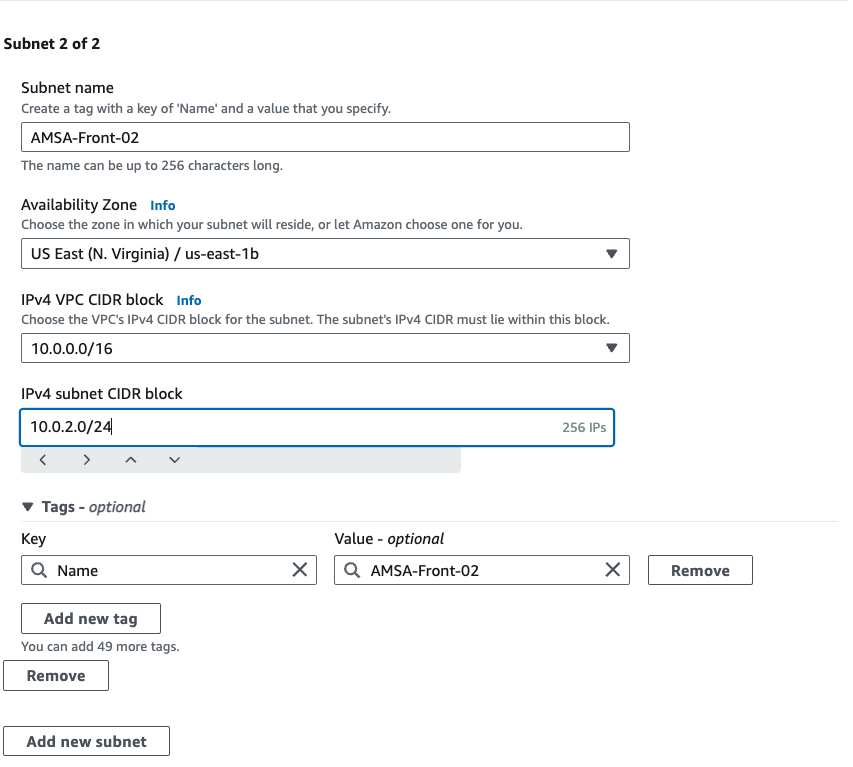 Subnet 2 of 2
Subnet name
Create a tag with a key of 'Name' and a value that you specify.
AMSA-Front-02
The name can be up to 256 characters long.
Availability Zone Info
Choose the zone in which your subnet will reside, or let Amazon choose one for you.
US East (N. Virginia) / us-east-1b
IPv4 VPC CIDR block Info
Choose the VPC's IPv4 CIDR block for the subnet. The subnet's IPv4 CIDR must lie within this block.
10.0.0.0/16
IPv4 subnet CIDR block
10.0.2.0/24 256 IPs
Tags - optional
Key Value - optional
Name AMSA-Front-02 Remove
Add new tag
You can add 49 more tags.
Remove
Add new subnet